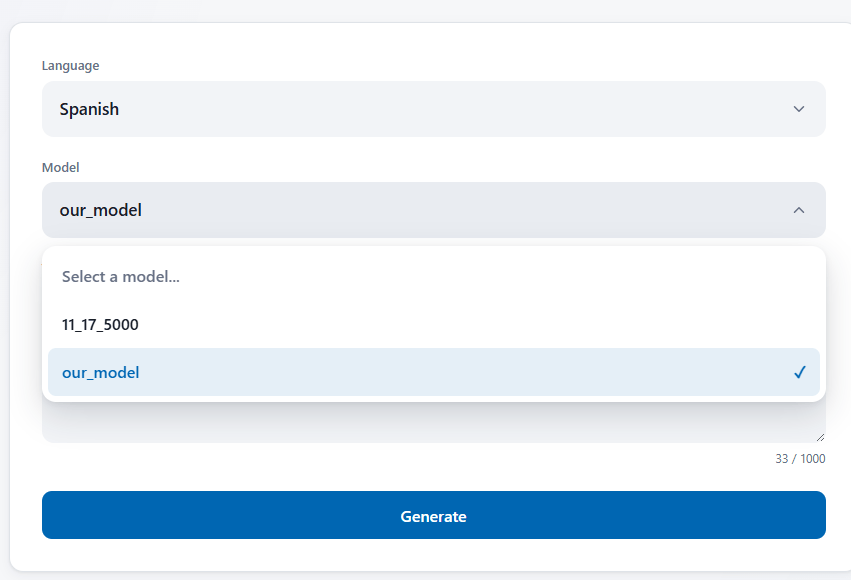 Language
Spanish
Model
our_model
Select a model...
11_17_5000
our_model
33 / 1000
Generate